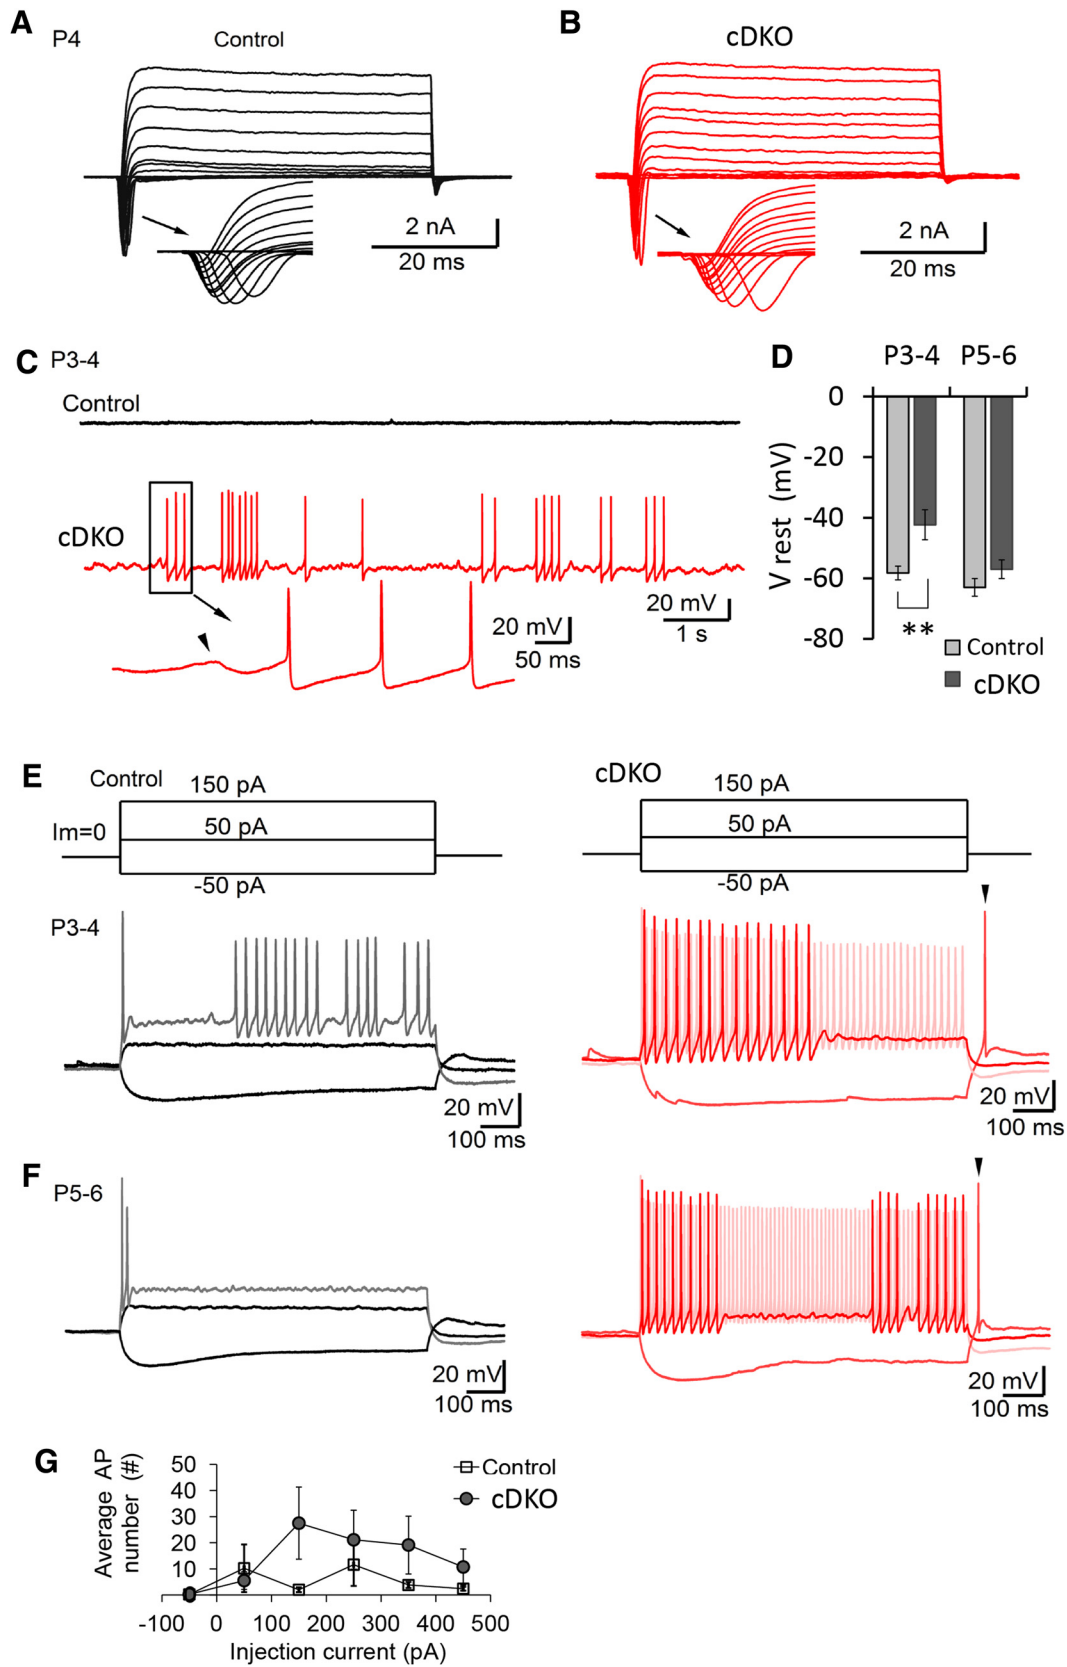 A
P4
Control
2 nA
20 ms
B
cDKO
2 nA
20 ms
C
P3-4
Control
cDKO
20 mV
50 ms
20 mV
1 s
D
P3-4
P5-6
V rest (mV)
0
-20
-40
-60
-80
**
Control
cDKO
E
Control
150 pA
50 pA
Im=0
-50 pA
cDKO
150 pA
50 pA
-50 pA
P3-4
20 mV
100 ms
20 mV
100 ms
F
P5-6
20 mV
100 ms
20 mV
100 ms
G
Average AP
number (#)
50
40
30
20
10
-100 0 100 200 300 400 500
Injection current (pA)
Control
cDKO